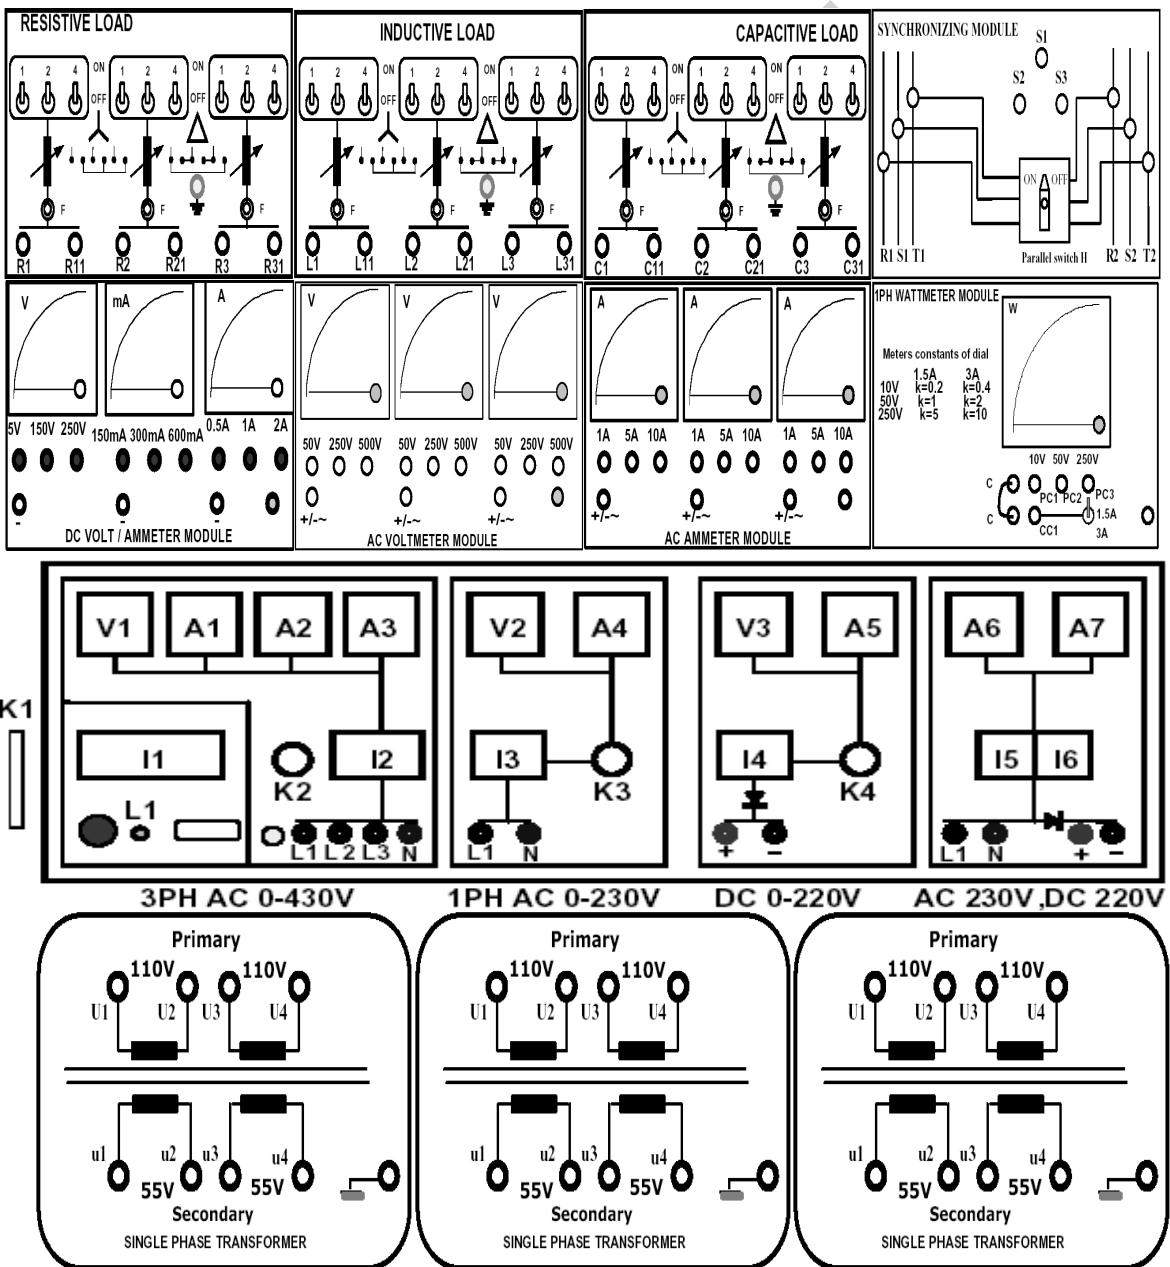 RESISTIVE LOAD
1 2 4 ON 1 2 4 ON 1 2 4
OFF OFF
F F F
R1 R11 R2 R21 R3 R31
INDUCTIVE LOAD
1 2 4 ON 1 2 4 ON 1 2 4
OFF OFF
F F F
L1 L11 L2 L21 L3 L31
CAPACITIVE LOAD
1 2 4 ON 1 2 4 ON 1 2 4
OFF OFF
F F F
C1 C11 C2 C21 C3 C31
SYNCHRONIZING MODULE
S1
S2 S3
ON OFF
R1 S1 T1 Parallel switch H R2 S2 T2
V mA A
5V 150V 250V 150mA 300mA 600mA 0.5A 1A 2A
- - -
DC VOLT / AMMETER MODULE
V V V
50V 250V 500V 50V 250V 500V 50V 250V 500V
+/-~ +/-~ +/-~
AC VOLTMETER MODULE
A A A
1A 5A 10A 1A 5A 10A 1A 5A 10A
+/-~ +/-~ +/-~
AC AMMETER MODULE
1PH WATTMETER MODULE
W
Meters constants of dial
1.5A 3A
10V k=0.2 k=0.4
50V k=1 k=2
250V k=5 k=10
10V 50V 250V
C PC1 PC2 PC3
C CC1 1.5A
3A
K1
V1 A1 A2 A3
I1 K2 I2
L1
L1 L2 L3 N
3PH AC 0-430V
V2 A4
I3 K3
L1 N
1PH AC 0-230V
V3 A5
I4 K4
+ -
DC 0-220V
A6 A7
I5 I6
L1 N + -
AC 230V ,DC 220V
Primary
110V 110V
U1 U2 U3 U4
u1 u2 u3 u4
55V 55V
Secondary
SINGLE PHASE TRANSFORMER
Primary
110V 110V
U1 U2 U3 U4
u1 u2 u3 u4
55V 55V
Secondary
SINGLE PHASE TRANSFORMER
Primary
110V 110V
U1 U2 U3 U4
u1 u2 u3 u4
55V 55V
Secondary
SINGLE PHASE TRANSFORMER